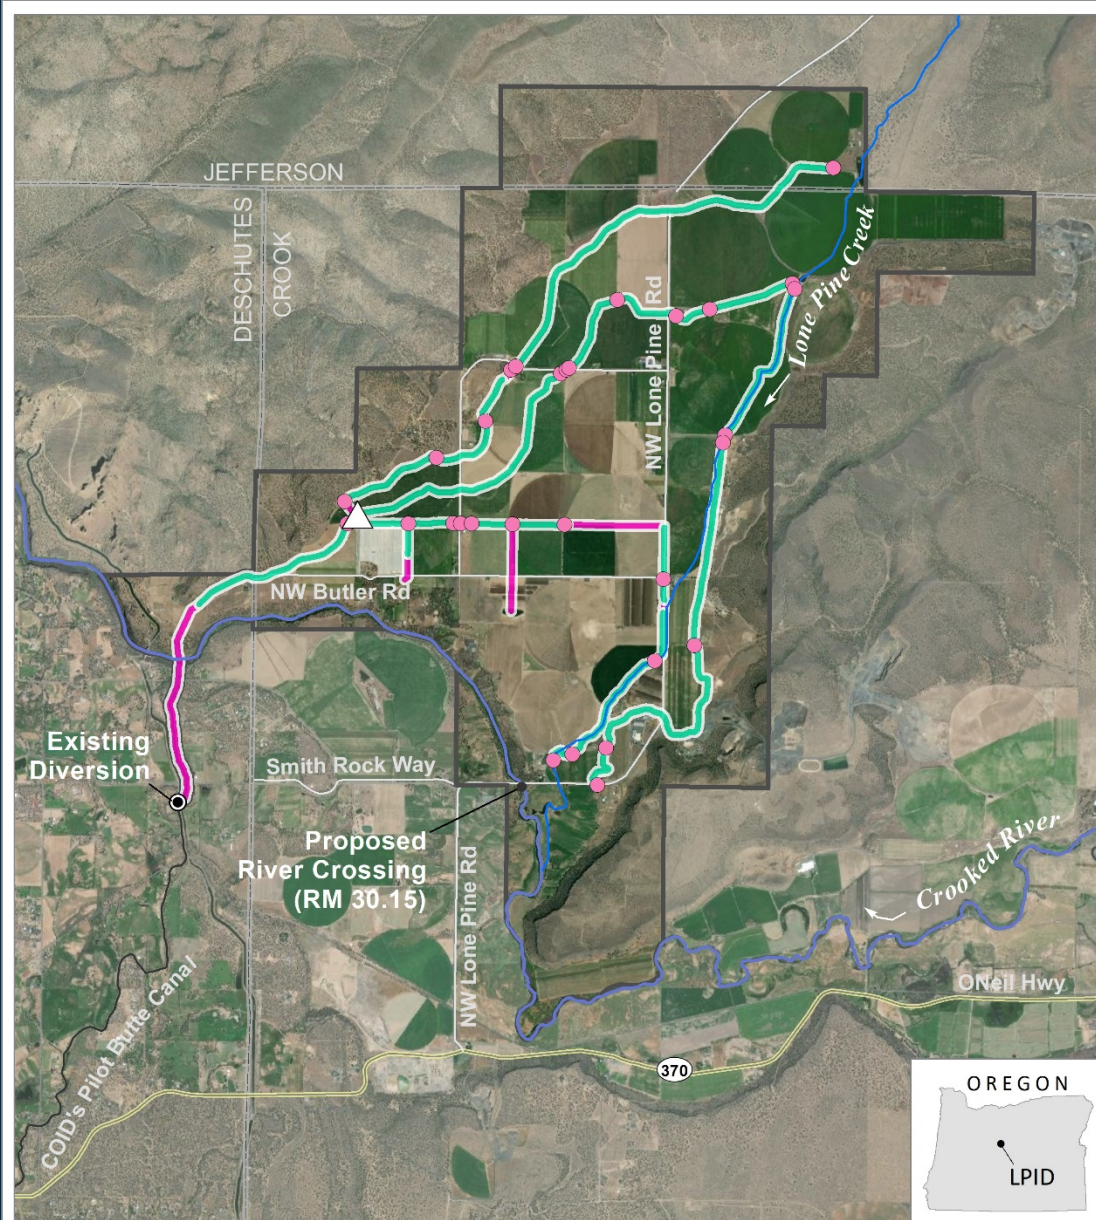 JEFFERSON
DESCHUTES
CROOK
Lone Pine Creek
NW Lone Pine Rd
NW Butler Rd
Existing
Diversion
Smith Rock Way
Proposed
River Crossing
(RM 30.15)
NW Lone Pine Rd
Crooked River
COID's Pilot Butte Canal
ONeil Hwy
370
OREGON
LPID